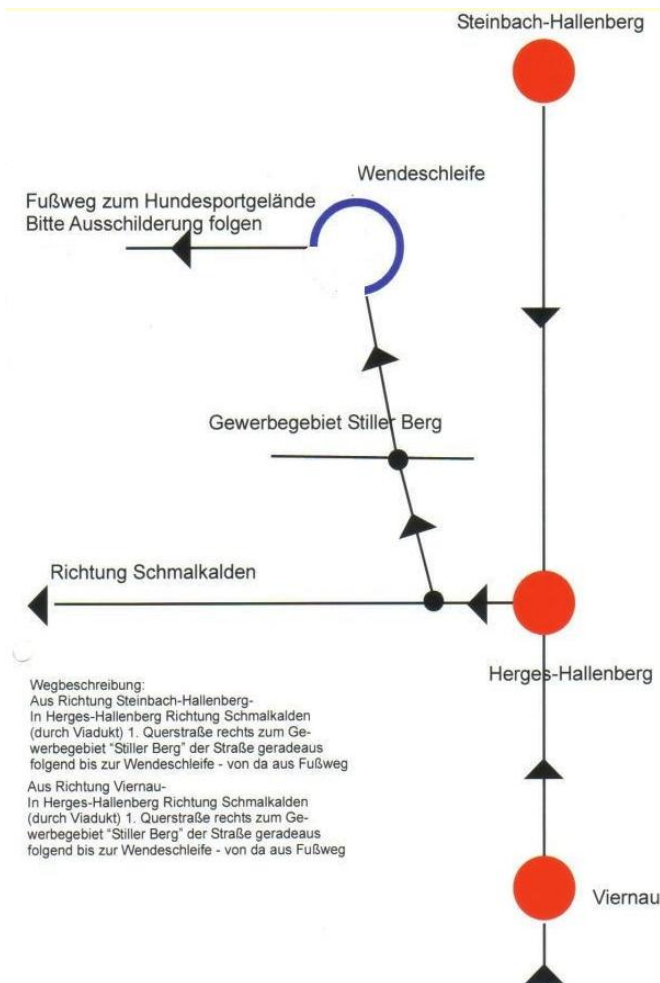 Steinbach-Hallenberg
Wendeschleife
Fußweg zum Hundesportgelände
Bitte Ausschilderung folgen
Gewerbegebiet Stiller Berg
Richtung Schmalkalden
Herges-Hallenberg
Wegbeschreibung:
Aus Richtung Steinbach-Hallenberg-
In Herges-Hallenberg Richtung Schmalkalden
(durch Viadukt) 1. Querstraße rechts zum Ge-
werbegebiet "Stiller Berg" der Straße geradeaus
folgend bis zur Wendeschleife - von da aus Fußweg
Aus Richtung Viernau-
In Herges-Hallenberg Richtung Schmalkalden
(durch Viadukt) 1. Querstraße rechts zum Ge-
werbegebiet "Stiller Berg" der Straße geradeaus
folgend bis zur Wendeschleife - von da aus Fußweg
Viernau